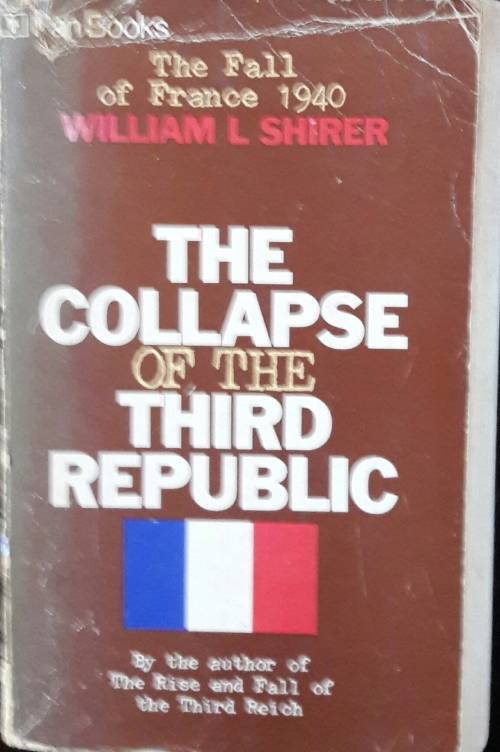 Pan Books
The Fall
of France 1940
WILLIAM L SHIRER
THE
COLLAPSE
OF THE
THIRD
REPUBLIC
By the author of
The Rise and Fall of
the Third Reich